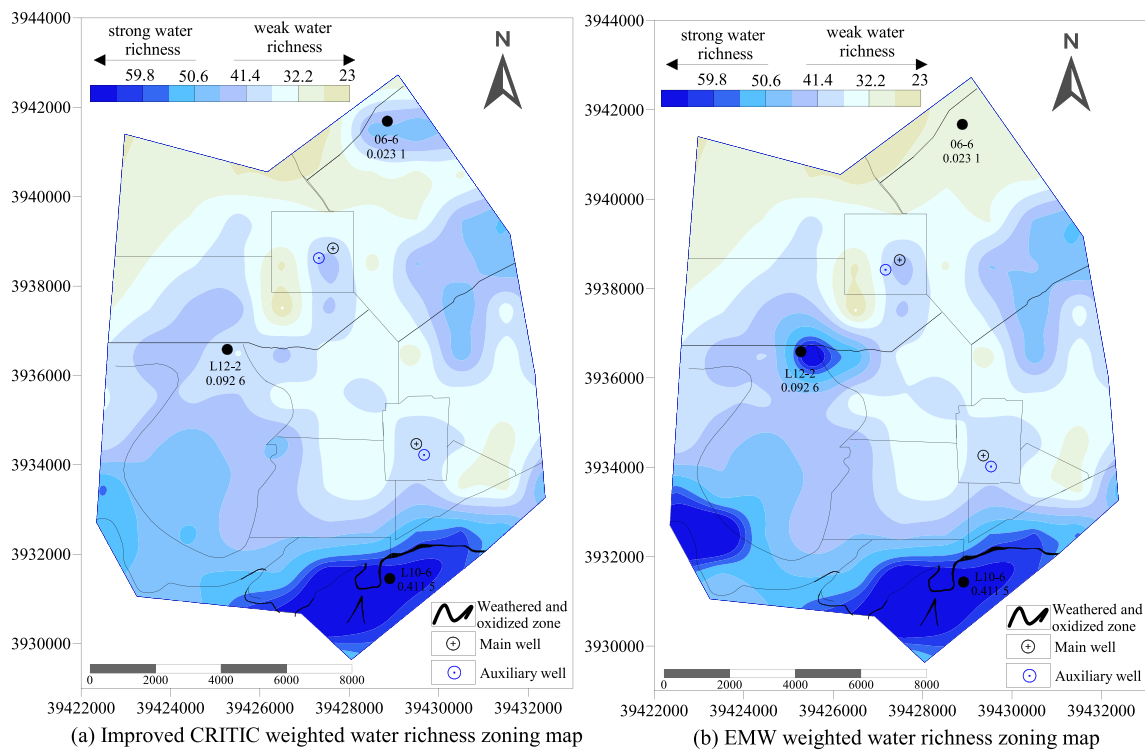 3944000
3942000
3940000
3938000
3936000
3934000
3932000
3930000
strong water
richness
weak water
richness
59.8 50.6 41.4 32.2 23
N
06-6
0.023 1
L12-2
0.092 6
L10-6
0.411 5
Weathered and
oxidized zone
Main well
Auxiliary well
0 2000 4000 6000 8000
39422000 39424000 39426000 39428000 39430000 39432000
(a) Improved CRITIC weighted water richness zoning map
3944000
3942000
3940000
3938000
3936000
3934000
3932000
3930000
strong water
richness
weak water
richness
59.8 50.6 41.4 32.2 23
N
06-6
0.023 1
L12-2
0.092 6
L10-6
0.411 5
Weathered and
oxidized zone
Main well
Auxiliary well
0 2000 4000 6000 8000
39422000 39424000 39426000 39428000 39430000 39432000
(b) EMW weighted water richness zoning map